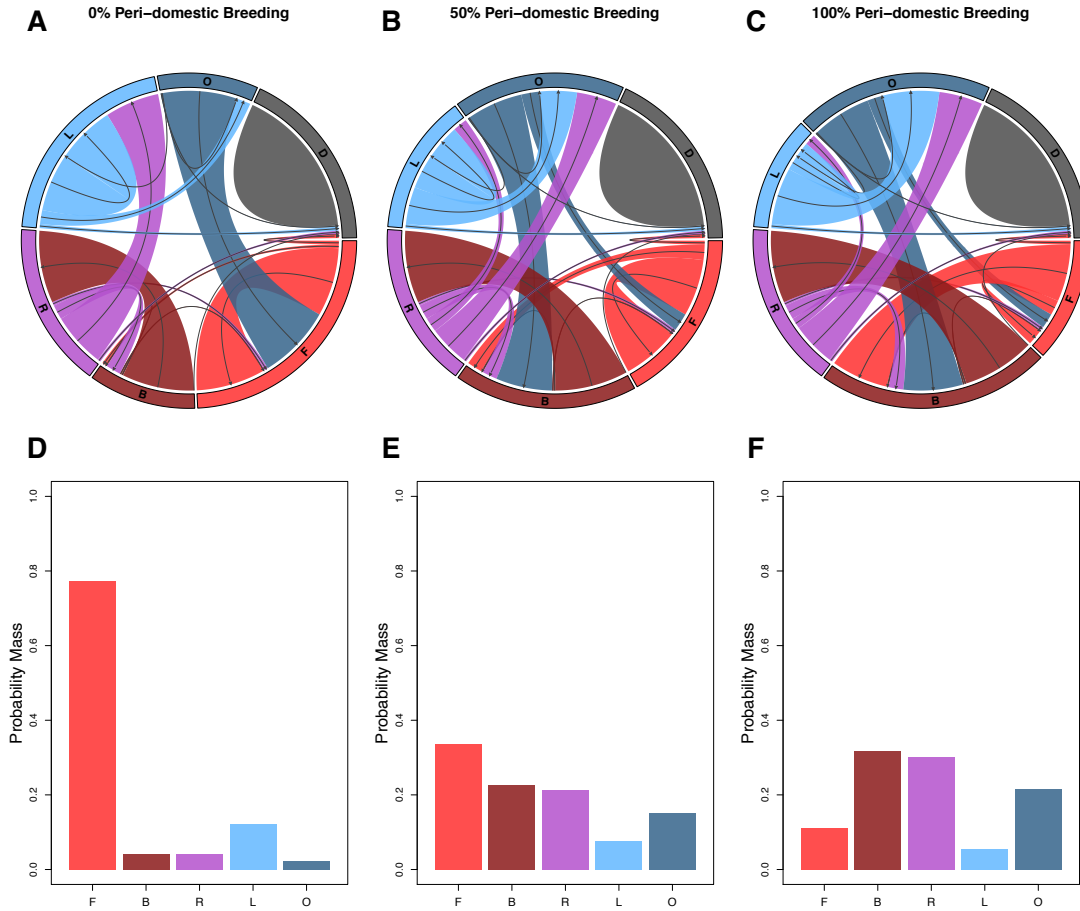 A 0% Peri−domestic Breeding
B 50% Peri−domestic Breeding
C 100% Peri−domestic Breeding
O
D
L
R
B
F
O
D
L
R
B
F
O
D
L
R
B
F
D
E
F
Probability Mass
1.0
0.8
0.6
0.4
0.2
0.0
F B R L O
Probability Mass
1.0
0.8
0.6
0.4
0.2
0.0
F B R L O
Probability Mass
1.0
0.8
0.6
0.4
0.2
0.0
F B R L O